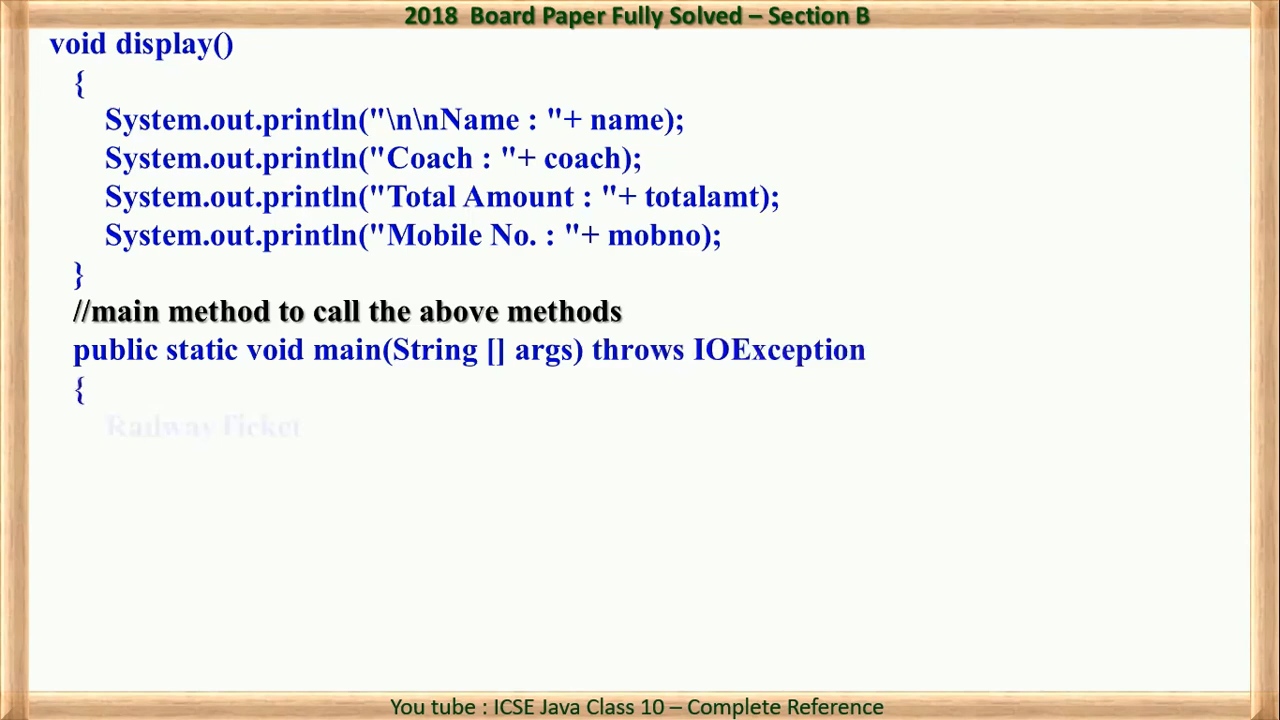 2018 Board Paper Fully Solved – Section B
void display()
{
System.out.println("\n\nName : "+ name);
System.out.println("Coach : "+ coach);
System.out.println("Total Amount : "+ totalamt);
System.out.println("Mobile No. : "+ mobno);
}
//main method to call the above methods
public static void main(String [] args) throws IOException
{
RailwayTicket
You tube : ICSE Java Class 10 – Complete Reference